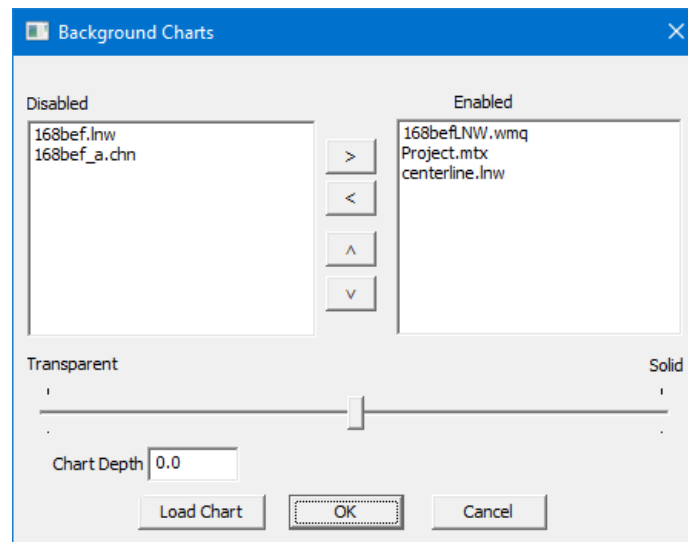 Background Charts
Disabled
Enabled
168bef.lnw
168bef_a.chn
168befLNW.wmq
Project.mtx
centerline.lnw
>
<
^
v
Transparent
Solid
Chart Depth 0.0
Load Chart
OK
Cancel